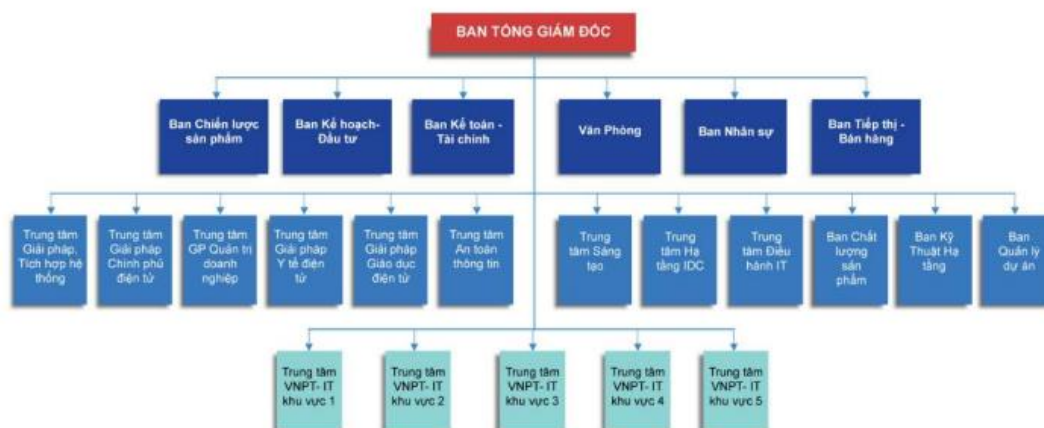 BAN TỔNG GIÁM ĐỐC
Ban Chiến lược
sản phẩm
Ban Kế hoạch-
Đầu tư
Ban Kế toán -
Tài chính
Văn Phòng
Ban Nhân sự
Ban Tiếp thị -
Bán hàng
Trung tâm
Giải pháp,
Tích hợp hệ
thống
Trung tâm
Giải pháp
Chính phủ
điện tử
Trung tâm
GP Quản trị
doanh
nghiệp
Trung tâm
Giải pháp
Y tế điện
tử
Trung tâm
Giải pháp
Giáo dục
điện tử
Trung tâm
An toàn
thông tin
Trung
tâm Sáng
tạo
Trung
tâm Hạ
tầng IDC
Trung
tâm Điều
hành IT
Ban Chất
lượng
sản
phẩm
Ban Kỹ
Thuật Hạ
tầng
Ban
Quản lý
dự án
Trung tâm
VNPT- IT
khu vực 1
Trung tâm
VNPT- IT
khu vực 2
Trung tâm
VNPT- IT
khu vực 3
Trung tâm
VNPT- IT
khu vực 4
Trung tâm
VNPT- IT
khu vực 5